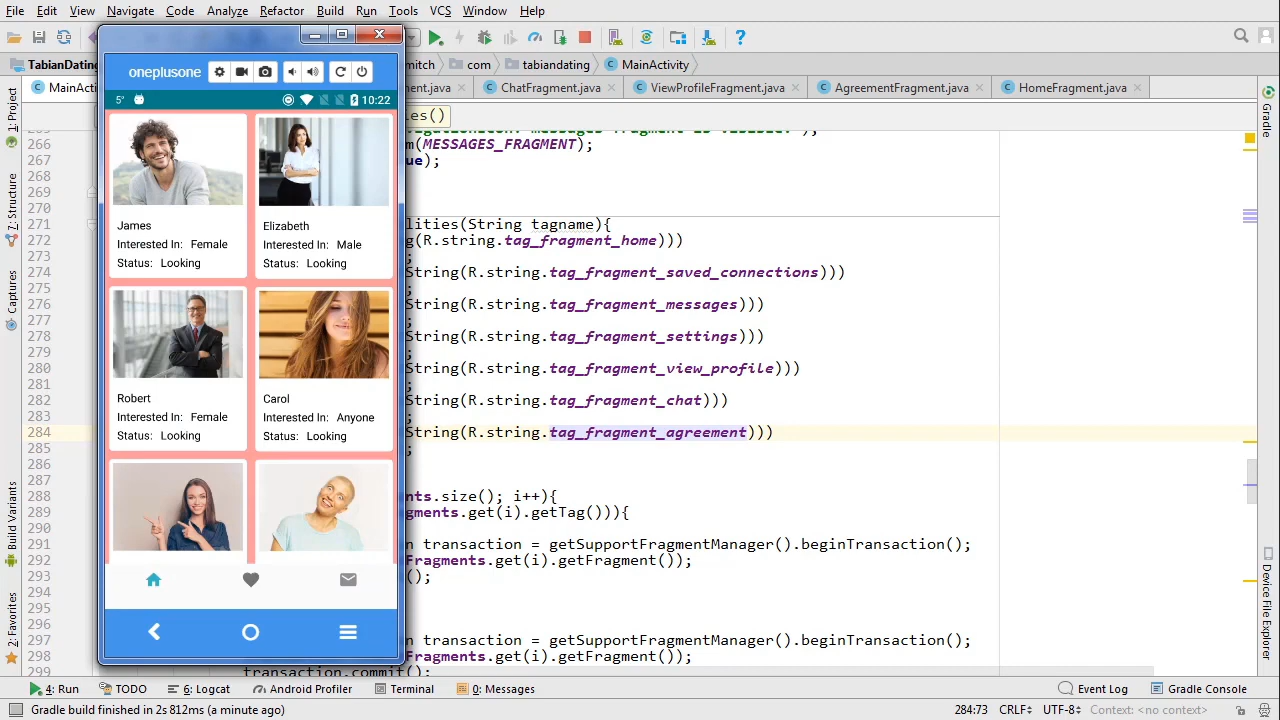 File Edit View Navigate Code Analyze Refactor Build Run Tools VCS Window Help
TabianDating
mitch com tabiandating MainActivity
MainActi
ment.java ChatFragment.java ViewProfileFragment.java AgreementFragment.java HomeFragment.java
1: Project
7: Structure
Captures
Build Variants
2: Favorites
oneplusone
5° 10:22
James
Interested In: Female
Status: Looking
Elizabeth
Interested In: Male
Status: Looking
Robert
Interested In: Female
Status: Looking
Carol
Interested In: Anyone
Status: Looking
les()
266 m(MESSAGES_FRAGMENT);
267 ue);
268
269
270
271 lities(String tagname){
272 g(R.string.tag_fragment_home)))
273 ;
274 String(R.string.tag_fragment_saved_connections)))
275 ;
276 String(R.string.tag_fragment_messages)))
277 ;
278 String(R.string.tag_fragment_settings)))
279 ;
280 String(R.string.tag_fragment_view_profile)))
281 ;
282 String(R.string.tag_fragment_chat)))
283 ;
284 String(R.string.tag_fragment_agreement)))
285 ;
286
287
288 nts.size(); i++){
289 gments.get(i).getTag())){
290
291 n transaction = getSupportFragmentManager().beginTransaction();
292 Fragments.get(i).getFragment());
293 ();
294
295
296
297 n transaction = getSupportFragmentManager().beginTransaction();
298 Fragments.get(i).getFragment());
299 transaction.commit();
Gradle
Device File Explorer
4: Run TODO 6: Logcat Android Profiler Terminal 0: Messages Event Log Gradle Console
Gradle build finished in 2s 812ms (a minute ago) 284:73 CRLF UTF-8 Context: <no context>